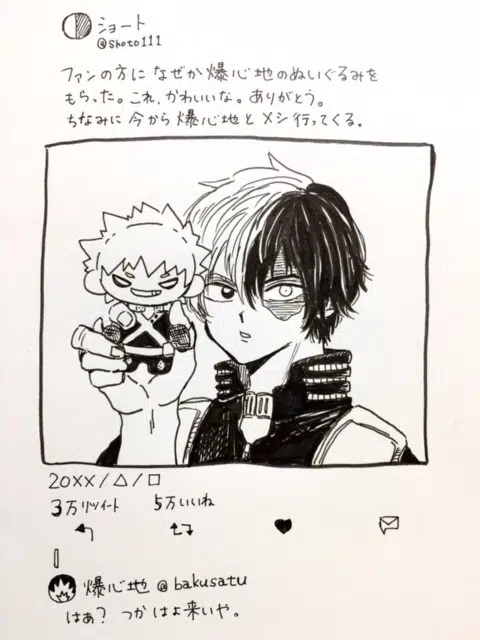 ショート
@shoto111
ファンの方に なぜか爆心地のぬいぐるみを
もらった。これ、かわいいな。ありがとう。
ちなみに 今から 爆心地と メシ行ってくる。
20XX/△/□
3万リツイート 5万いいね
爆心地 @bakusatu
はぁ? つか はよ来いや。